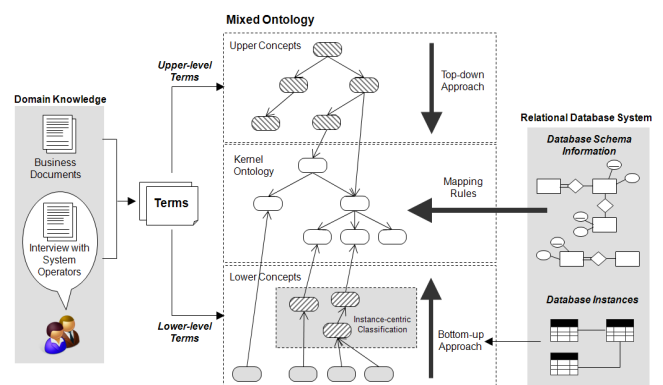 Mixed Ontology
Upper Concepts
Upper-level
Terms
Top-down
Approach
Domain Knowledge
Business
Documents
Interview with
System
Operators
Terms
Kernel
Ontology
Mapping
Rules
Relational Database System
Database Schema
Information
Lower Concepts
Instance-centric
Classification
Lower-level
Terms
Bottom-up
Approach
Database Instances